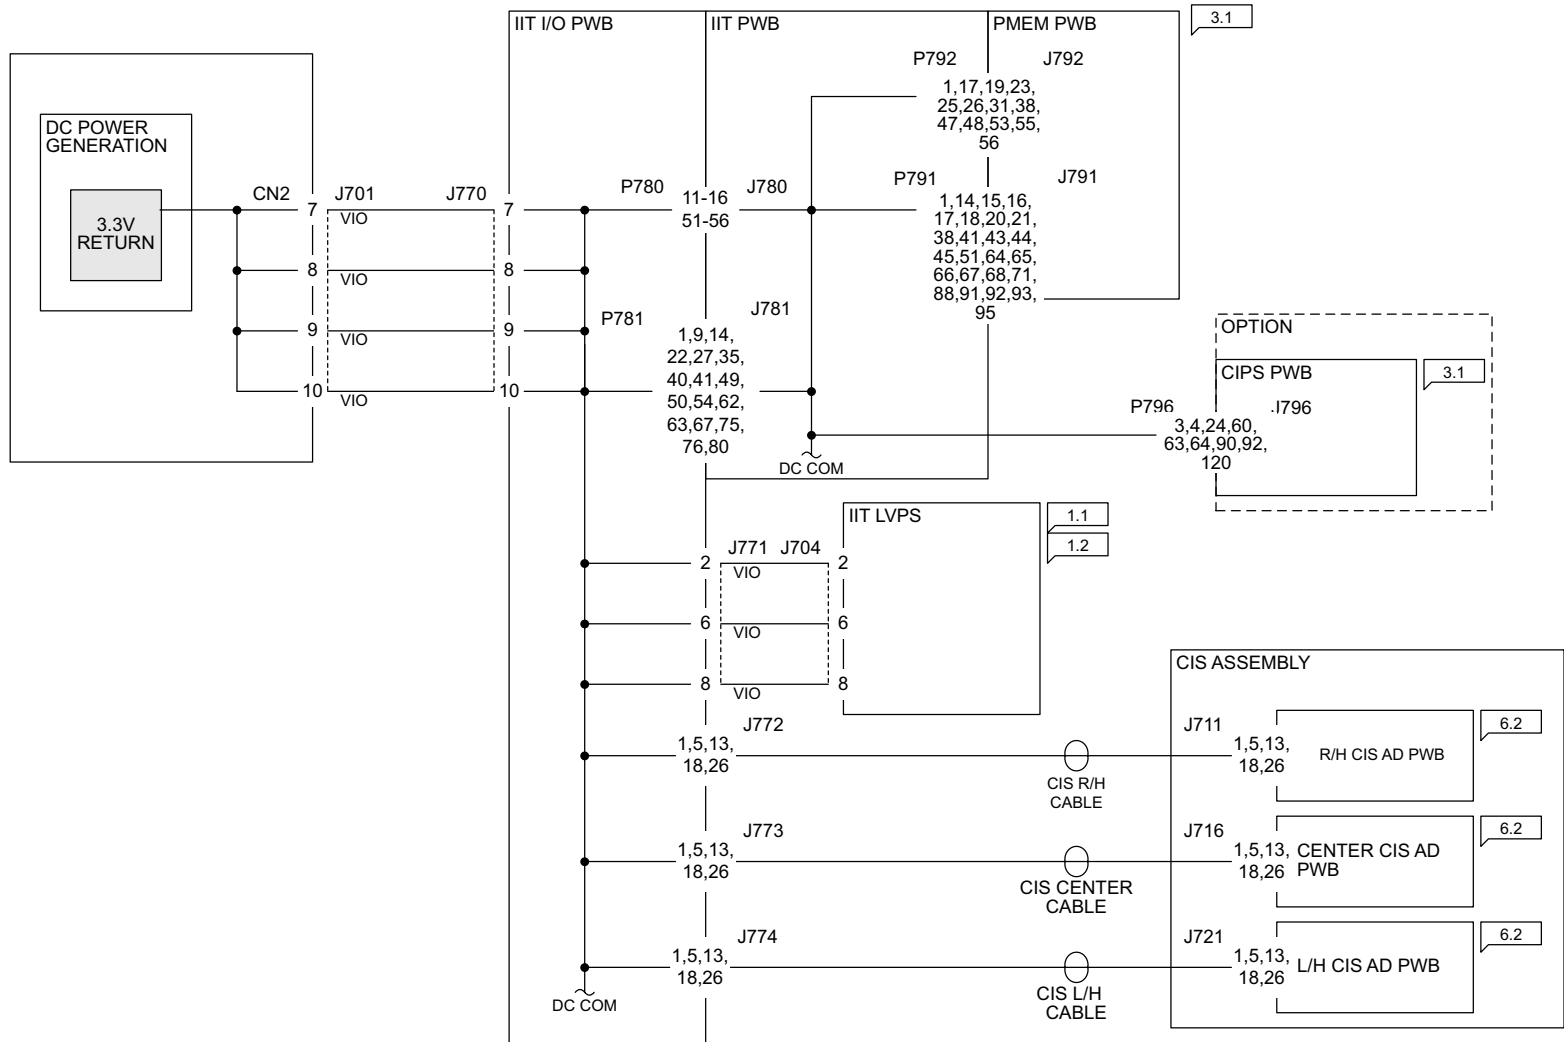 IIT I/O PWB
IIT PWB
PMEM PWB
3.1
P792
J792
1,17,19,23,
25,26,31,38,
47,48,53,55,
56
DC POWER
GENERATION
3.3V
RETURN
CN2
7
J701
VIO
J770
7
P780
11-16
51-56
J780
P791
J791
1,14,15,16,
17,18,20,21,
38,41,43,44,
45,51,64,65,
66,67,68,71,
88,91,92,93,
95
8
VIO
8
9
VIO
9
10
VIO
10
P781
J781
1,9,14,
22,27,35,
40,41,49,
50,54,62,
63,67,75,
76,80
DC COM
OPTION
CIPS PWB
3.1
P796
J796
3,4,24,60,
63,64,90,92,
120
IIT LVPS
1.1
1.2
2
J771
J704
VIO
2
6
VIO
6
8
VIO
8
CIS ASSEMBLY
J772
1,5,13,
18,26
CIS R/H
CABLE
J711
1,5,13,
18,26
R/H CIS AD PWB
6.2
J773
1,5,13,
18,26
CIS CENTER
CABLE
J716
1,5,13,
18,26
CENTER CIS AD
PWB
6.2
J774
1,5,13,
18,26
CIS L/H
CABLE
J721
1,5,13,
18,26
L/H CIS AD PWB
6.2
DC COM